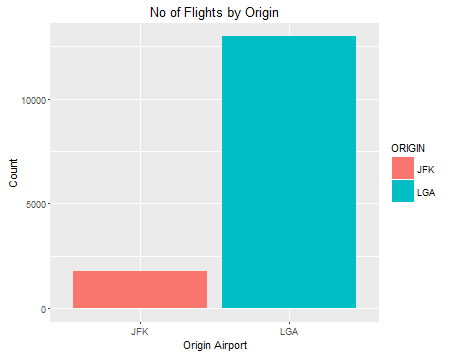 No of Flights by Origin
10000
5000
0
Count
JFK
LGA
Origin Airport
ORIGIN
JFK
LGA